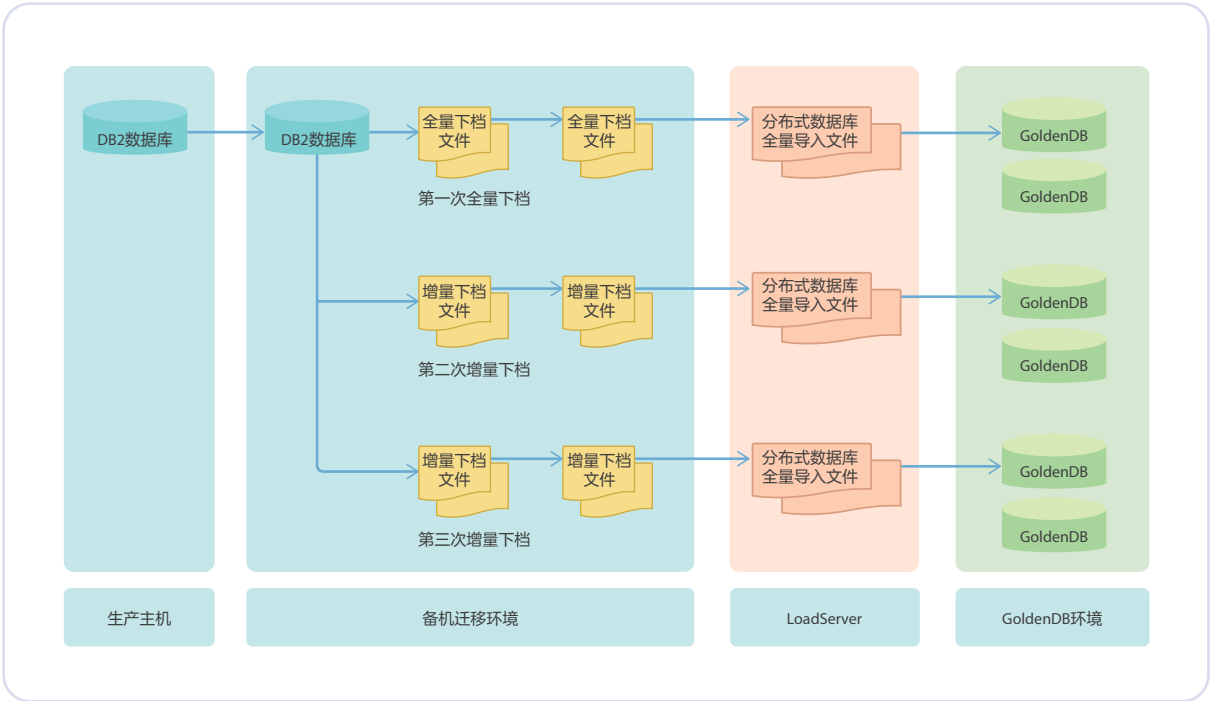 DB2数据库
DB2数据库
全量下档
文件
全量下档
文件
分布式数据库
全量导入文件
GoldenDB
GoldenDB
第一次全量下档
增量下档
文件
增量下档
文件
分布式数据库
全量导入文件
GoldenDB
GoldenDB
第二次增量下档
增量下档
文件
增量下档
文件
分布式数据库
全量导入文件
GoldenDB
GoldenDB
第三次增量下档
生产主机
备机迁移环境
LoadServer
GoldenDB环境